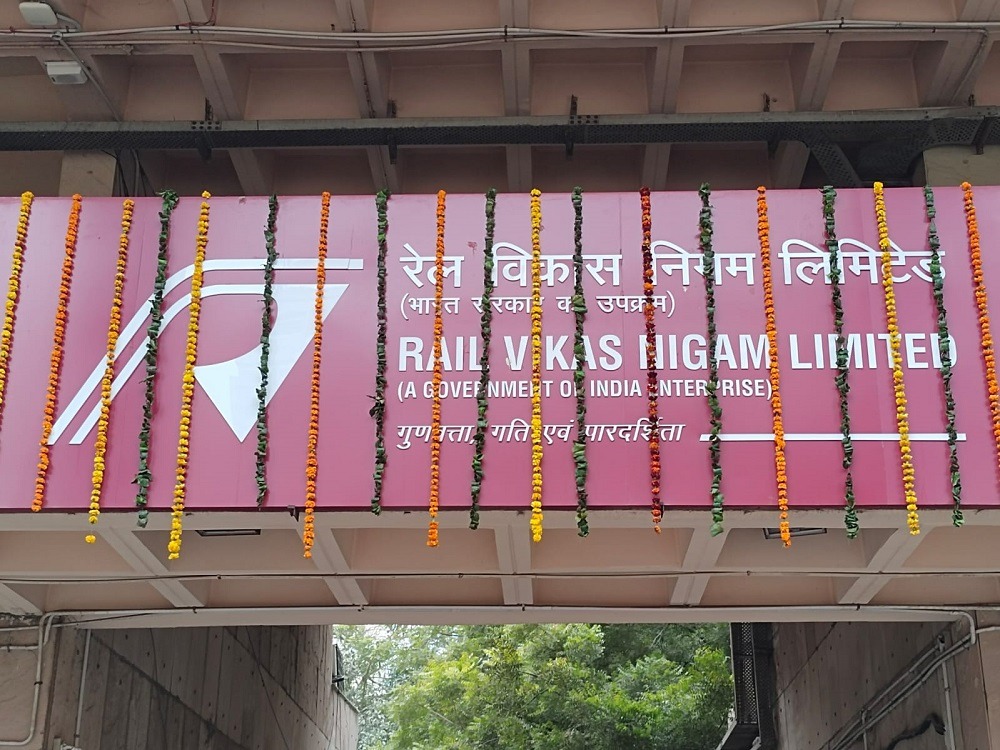 रेल विकास निगम लिमिटेड
(भारत सरकार का उपक्रम)
RAIL VIKAS NIGAM LIMITED
(A GOVERNMENT OF INDIA ENTERPRISE)
गुणवत्ता, गति एवं पारदर्शिता